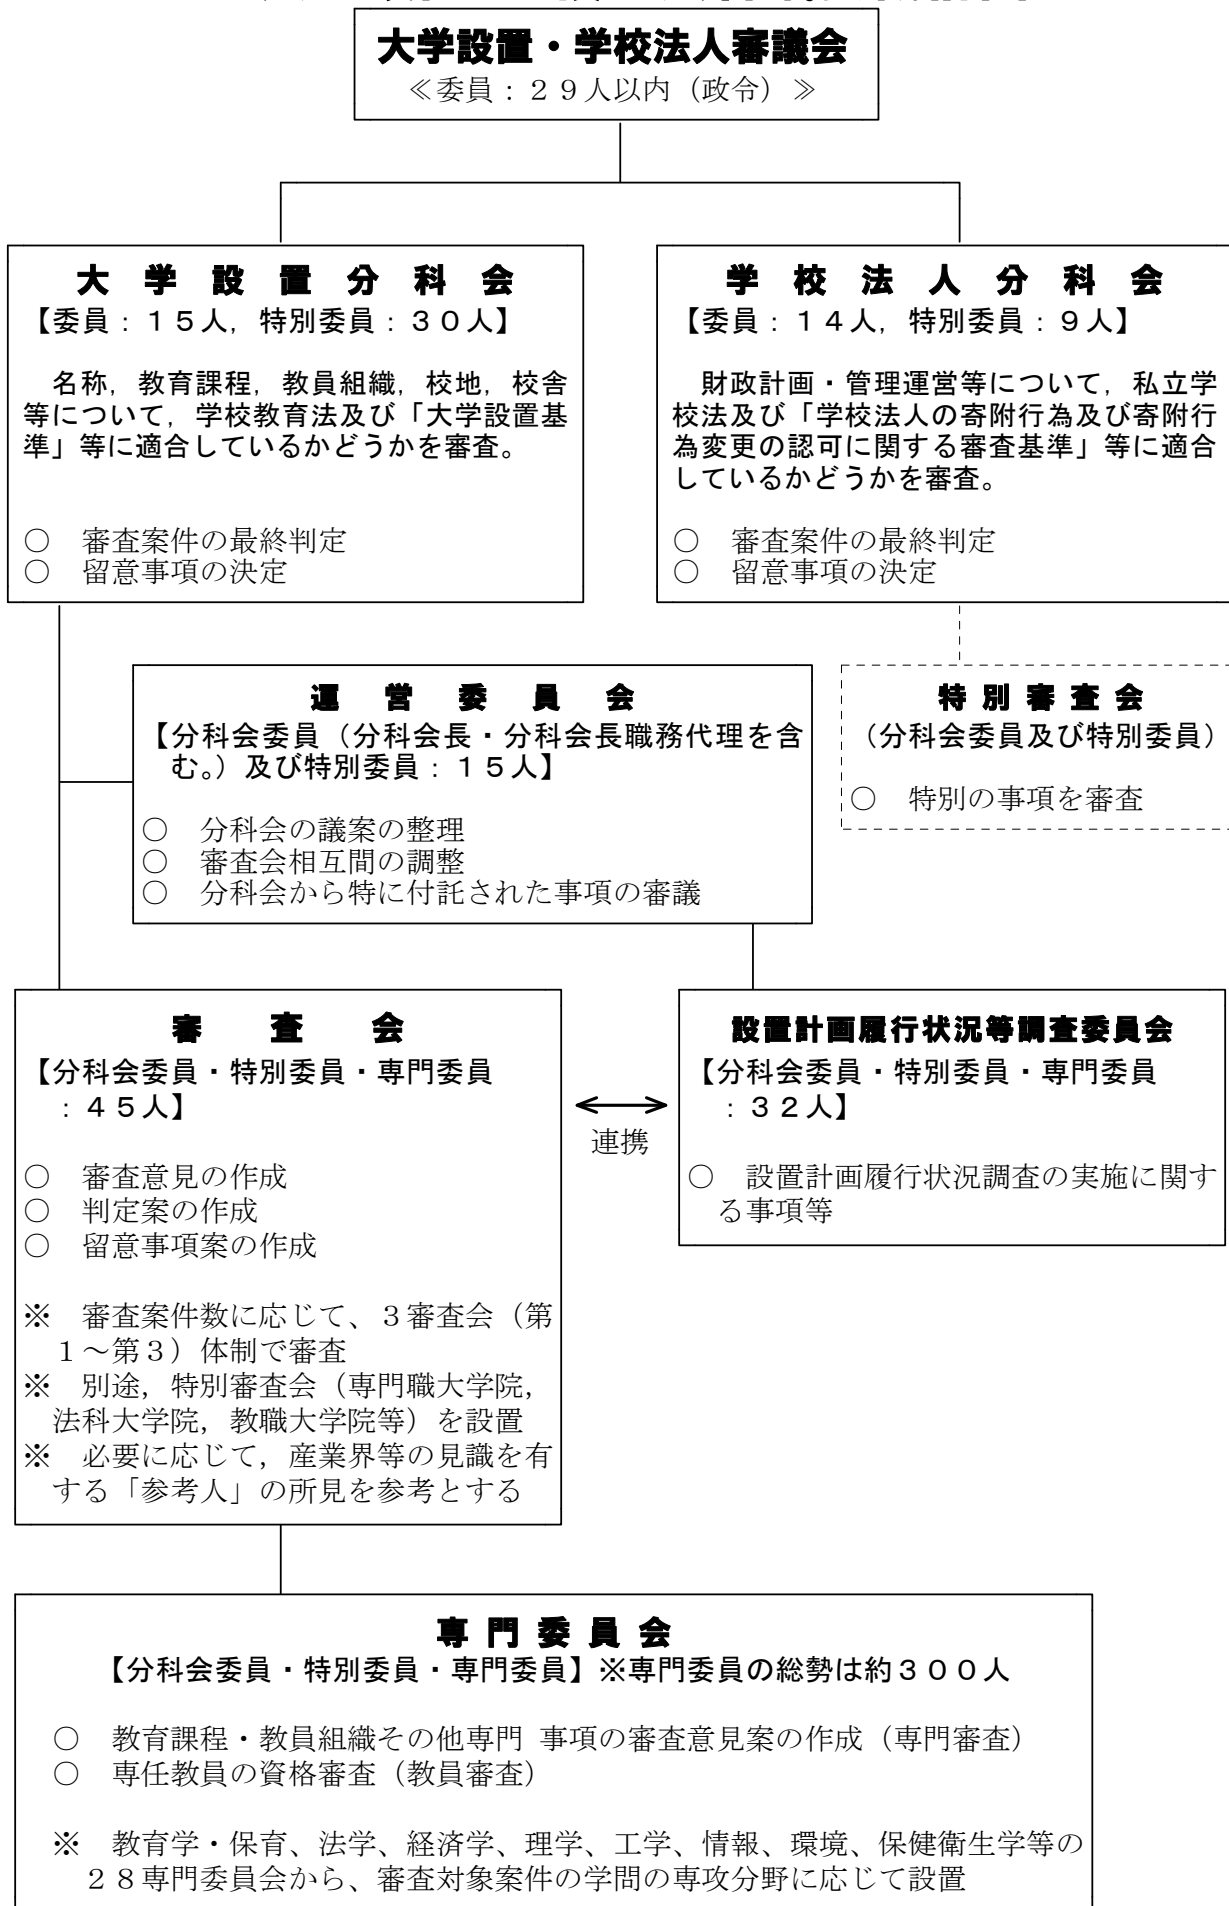 大学設置・学校法人審議会
≪委員：２９人以内（政令）≫
大学設置分科会
【委員：１５人，特別委員：３０人】
名称，教育課程，教員組織，校地，校舎
等について，学校教育法及び「大学設置基
準」等に適合しているかどうかを審査。
○　審査案件の最終判定
○　留意事項の決定
学校法人分科会
【委員：１４人，特別委員：９人】
財政計画・管理運営等について，私立学
校法及び「学校法人の寄附行為及び寄附行
為変更の認可に関する審査基準」等に適合
しているかどうかを審査。
○　審査案件の最終判定
○　留意事項の決定
運営委員会
【分科会委員（分科会長・分科会長職務代理を含
む。）及び特別委員：１５人】
○　分科会の議案の整理
○　審査会相互間の調整
○　分科会から特に付託された事項の審議
特別審査会
（分科会委員及び特別委員）
○　特別の事項を審査
審査会
【分科会委員・特別委員・専門委員
：４５人】
○　審査意見の作成
○　判定案の作成
○　留意事項案の作成
※　審査案件数に応じて、３審査会（第
１～第３）体制で審査
※　別途，特別審査会（専門職大学院，
法科大学院，教職大学院等）を設置
※　必要に応じて，産業界等の見識を有
する「参考人」の所見を参考とする
連携
設置計画履行状況等調査委員会
【分科会委員・特別委員・専門委員
：３２人】
○　設置計画履行状況調査の実施に関す
る事項等
専門委員会
【分科会委員・特別委員・専門委員】※専門委員の総勢は約３００人
○　教育課程・教員組織その他専門 事項の審査意見案の作成（専門審査）
○　専任教員の資格審査（教員審査）
※　教育学・保育、法学、経済学、理学、工学、情報、環境、保健衛生学等の
２８専門委員会から、審査対象案件の学問の専攻分野に応じて設置